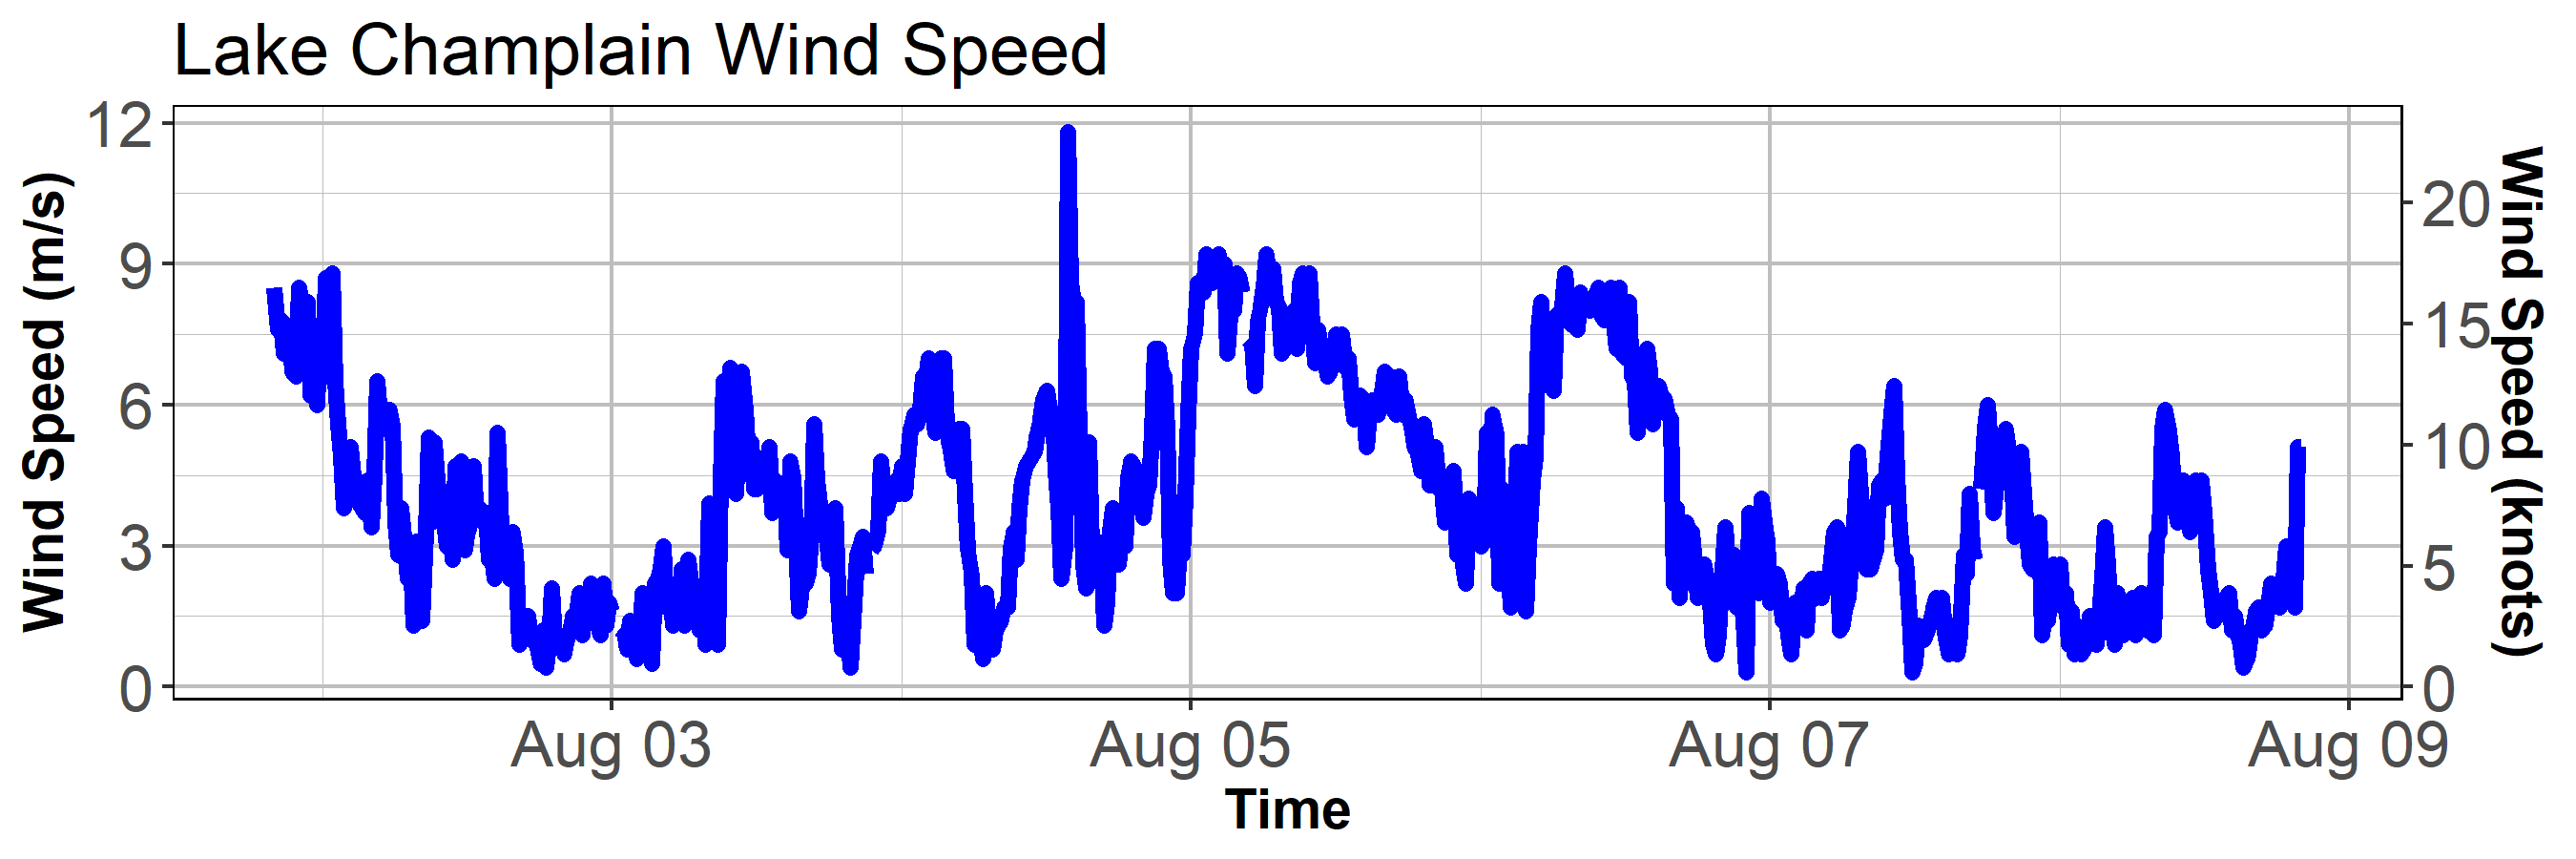 Lake Champlain Wind Speed
Wind Speed (m/s)
12
9
6
3
0
20
15
10
5
0
Wind Speed (knots)
Aug 03
Aug 05
Aug 07
Aug 09
Time